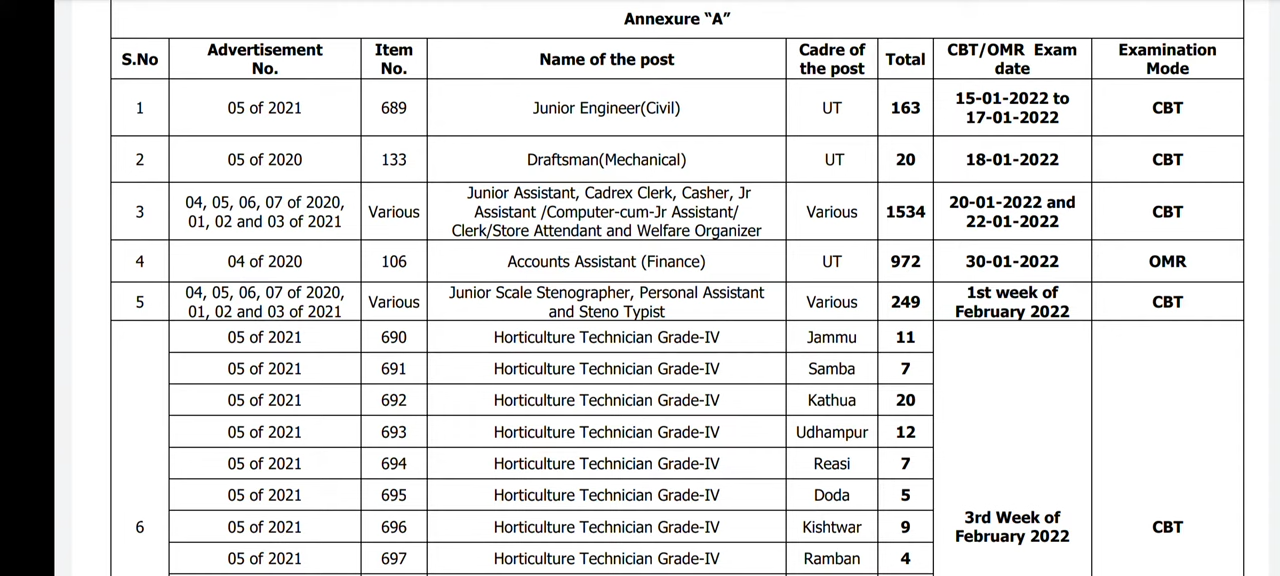 Annexure “A”
S.No Advertisement No. Item No. Name of the post Cadre of the post Total CBT/OMR Exam date Examination Mode
1 05 of 2021 689 Junior Engineer(Civil) UT 163 15-01-2022 to 17-01-2022 CBT
2 05 of 2020 133 Draftsman(Mechanical) UT 20 18-01-2022 CBT
3 04, 05, 06, 07 of 2020, 01, 02 and 03 of 2021 Various Junior Assistant, Cadrex Clerk, Casher, Jr Assistant /Computer-cum-Jr Assistant/ Clerk/Store Attendant and Welfare Organizer Various 1534 20-01-2022 and 22-01-2022 CBT
4 04 of 2020 106 Accounts Assistant (Finance) UT 972 30-01-2022 OMR
5 04, 05, 06, 07 of 2020, 01, 02 and 03 of 2021 Various Junior Scale Stenographer, Personal Assistant and Steno Typist Various 249 1st week of February 2022 CBT
05 of 2021 690 Horticulture Technician Grade-IV Jammu 11
05 of 2021 691 Horticulture Technician Grade-IV Samba 7
05 of 2021 692 Horticulture Technician Grade-IV Kathua 20
05 of 2021 693 Horticulture Technician Grade-IV Udhampur 12
05 of 2021 694 Horticulture Technician Grade-IV Reasi 7
05 of 2021 695 Horticulture Technician Grade-IV Doda 5
6 05 of 2021 696 Horticulture Technician Grade-IV Kishtwar 9 3rd Week of February 2022 CBT
05 of 2021 697 Horticulture Technician Grade-IV Ramban 4